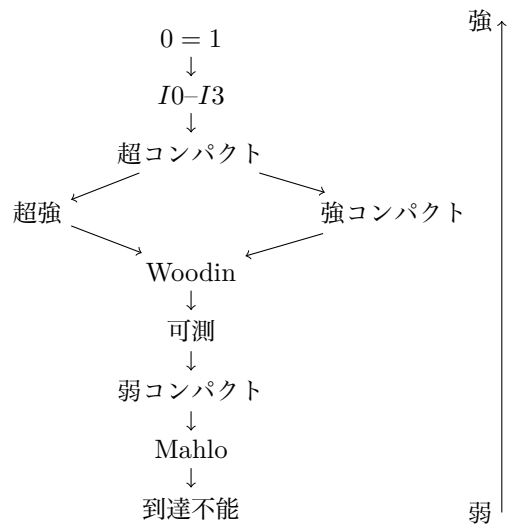 強
0 = 1
I0–I3
超コンパクト
超強 強コンパクト
Woodin
可測
弱コンパクト
Mahlo
到達不能
弱